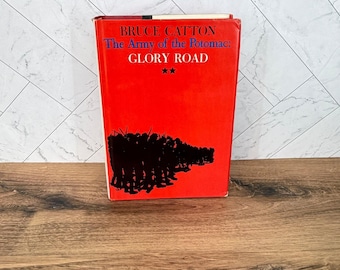 BRUCE CATTON
The Army of the Potomac:
GLORY ROAD
★★